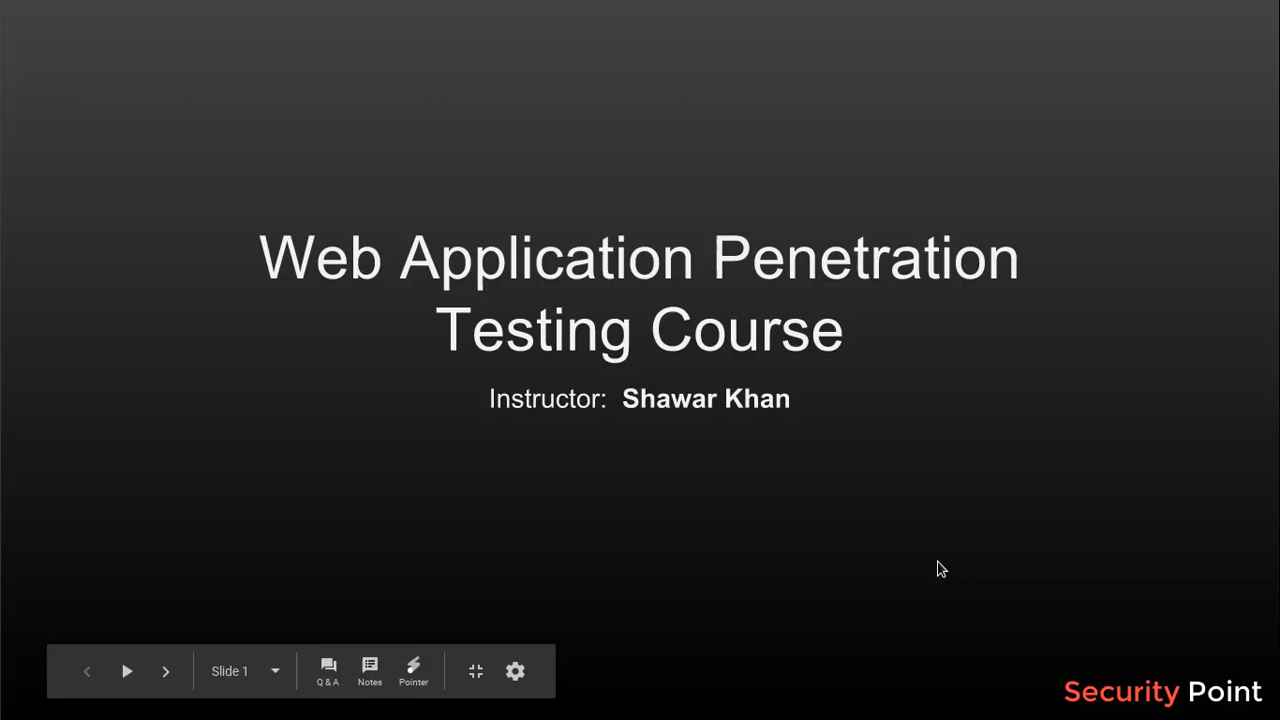 Web Application Penetration
Testing Course
Instructor: Shawar Khan
Slide 1
Q & A
Notes
Pointer
Security Point